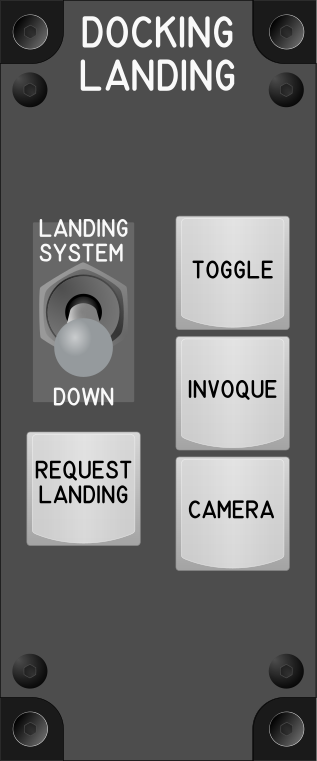 DOCKING
LANDING
LANDING
SYSTEM
DOWN
REQUEST
LANDING
TOGGLE
INVOQUE
CAMERA